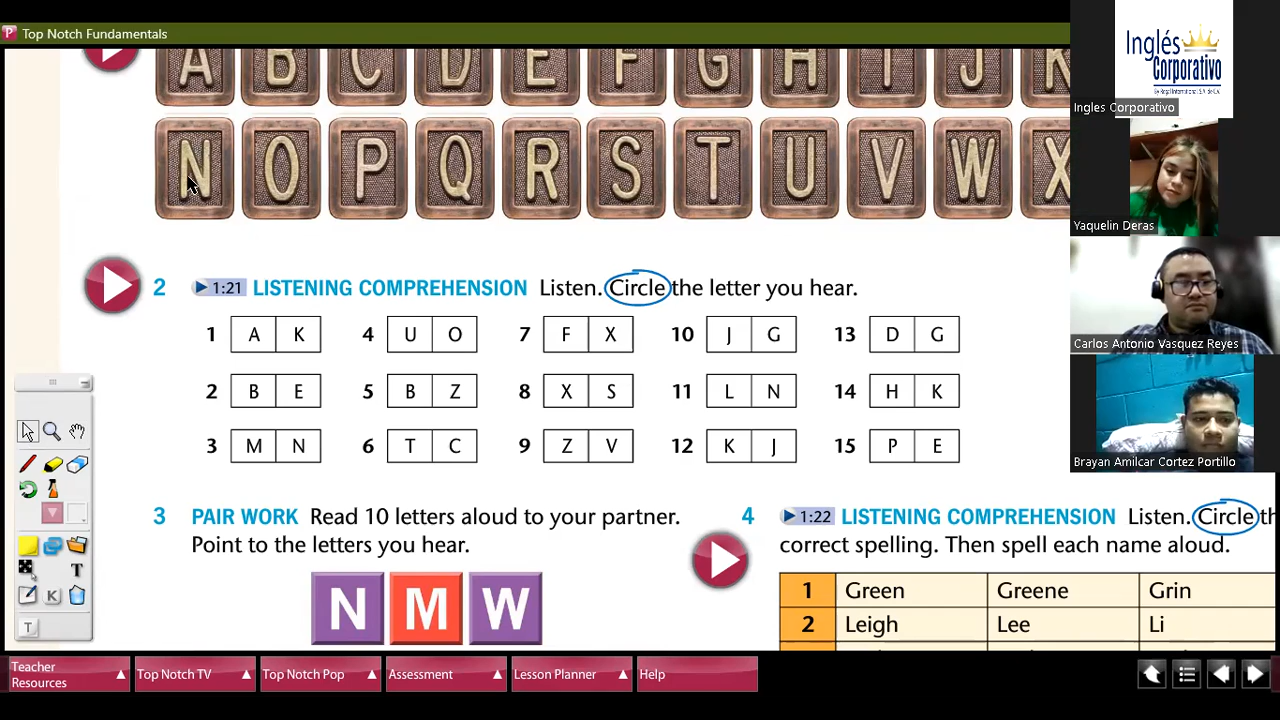 Top Notch Fundamentals
A B C D E F G H I J K
N O P Q R S T U V W X
2 1:21 LISTENING COMPREHENSION Listen. Circle the letter you hear.
1 A K 4 U O 7 F X 10 J G 13 D G
2 B E 5 B Z 8 X S 11 L N 14 H K
3 M N 6 T C 9 Z V 12 K J 15 P E
3 PAIR WORK Read 10 letters aloud to your partner.
Point to the letters you hear.
N M W
4 1:22 LISTENING COMPREHENSION Listen. Circle th
correct spelling. Then spell each name aloud.
1 Green Greene Grin
2 Leigh Lee Li
K T
T
Teacher Resources
Top Notch TV
Top Notch Pop
Assessment
Lesson Planner
Help
Inglés
Corporativo
Ingles Corporativo
Yaquelin Deras
Carlos Antonio Vasquez Reyes
Brayan Amilcar Cortez Portillo